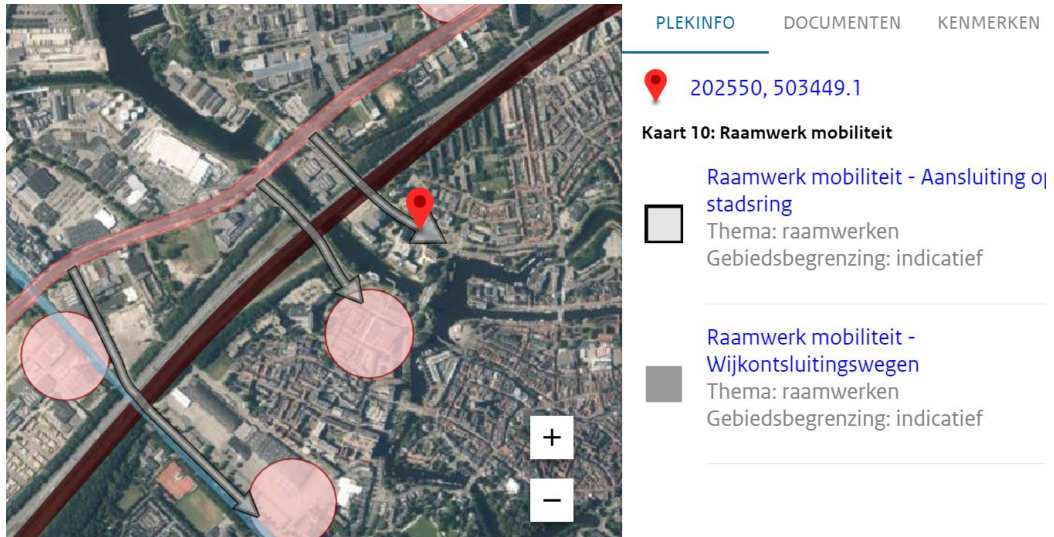 PLEKINFO DOCUMENTEN KENMERKEN
202550, 503449.1
Kaart 10: Raamwerk mobiliteit
Raamwerk mobiliteit - Aansluiting op
stadsring
Thema: raamwerken
Gebiedsbegrenzing: indicatief
Raamwerk mobiliteit -
Wijkontsluitingswegen
Thema: raamwerken
Gebiedsbegrenzing: indicatief
+
−